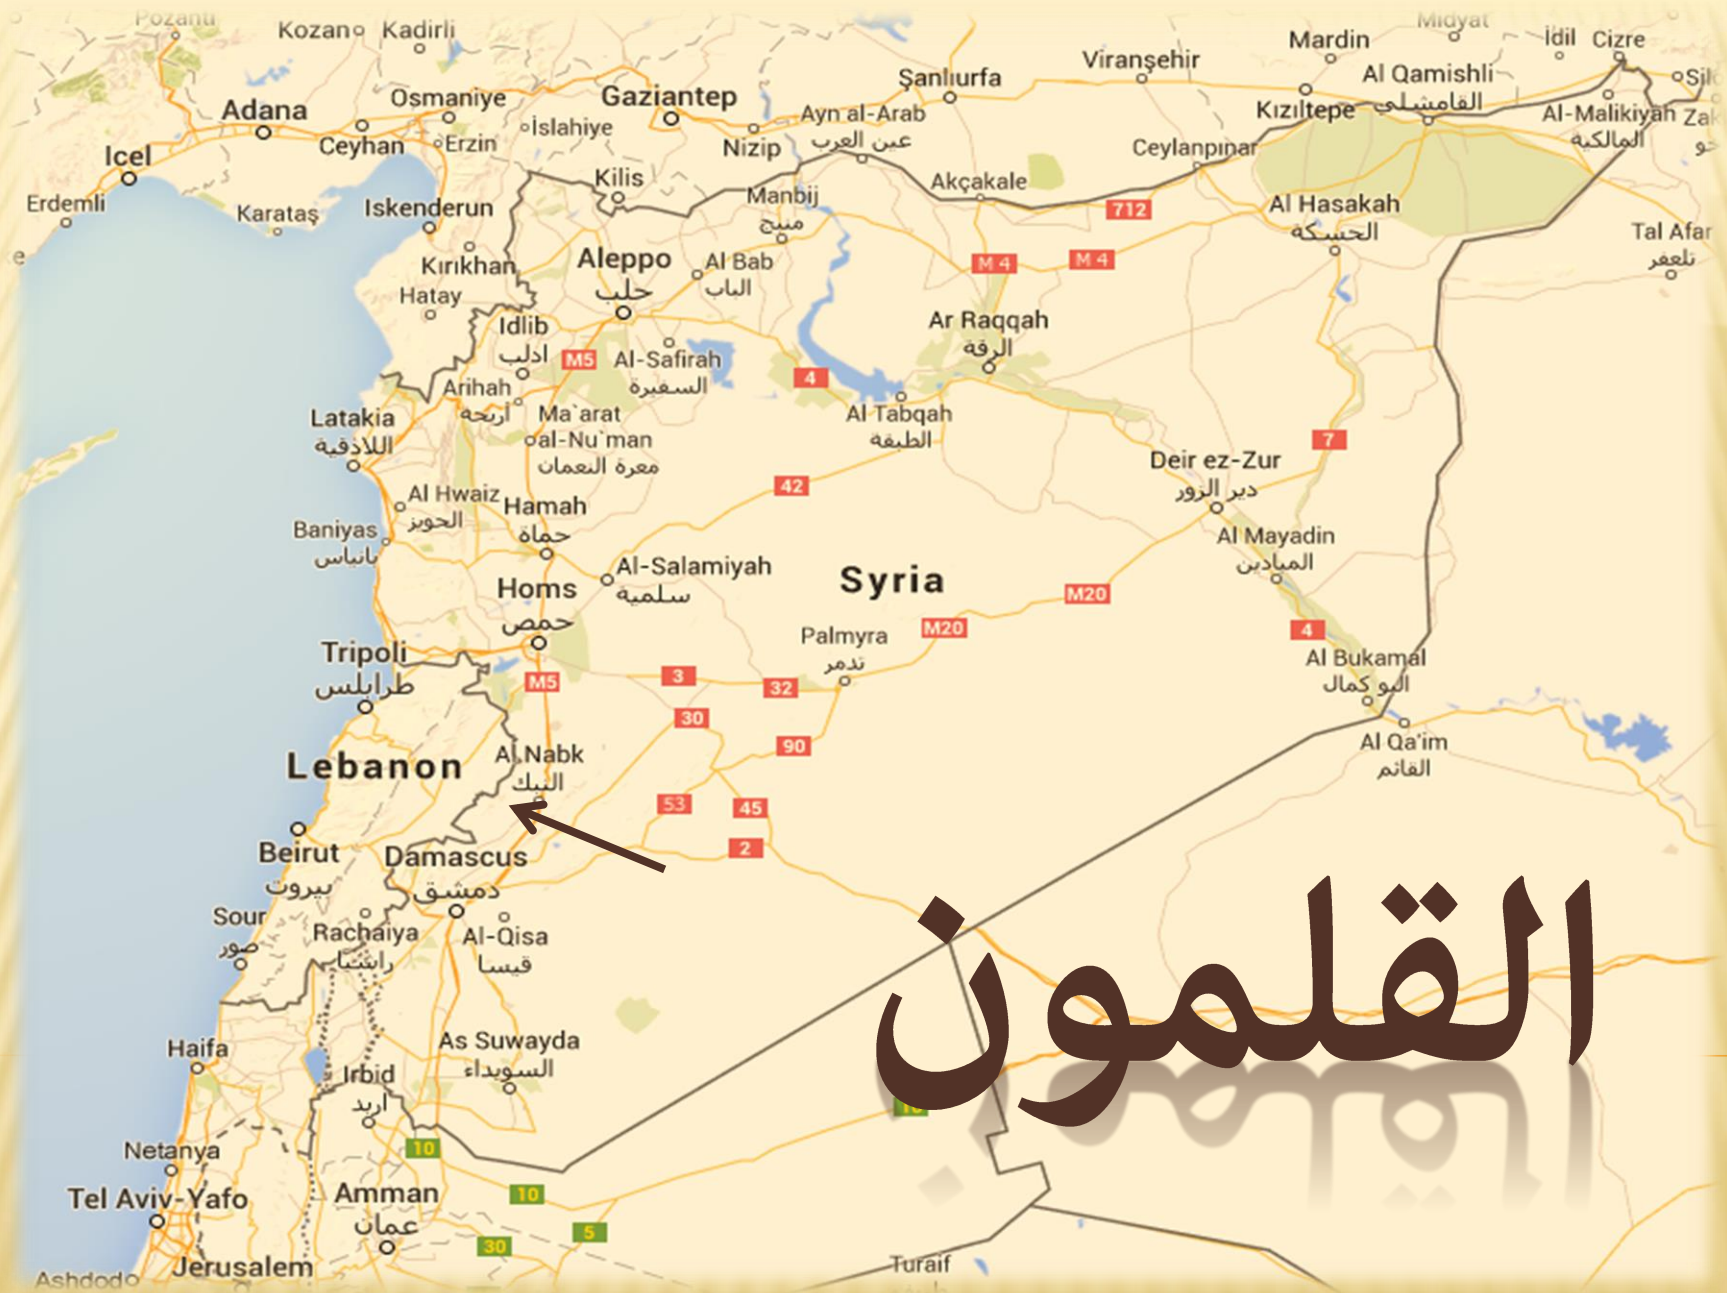 Pozantı
Kozan
Kadirli
Midyat
Mardin
İdil
Cizre
Viranşehir
Şanlıurfa
Al Qamishli
القامشلي
Adana
Osmaniye
Gaziantep
Ayn al-Arab
عين العرب
Kızıltepe
Al-Malikiyah
المالكية
İslahiye
Ceyhan
Erzin
Nizip
Ceylanpınar
Icel
Kilis
Akçakale
Manbij
منبج
Erdemli
Karataş
Iskenderun
712
Al Hasakah
الحسكة
Tal Afar
تلعفر
Kırıkhan
Aleppo
حلب
Al Bab
الباب
M 4
M 4
Hatay
Idlib
ادلب
M5
Al-Safirah
السفيرة
Ar Raqqah
الرقة
4
Arihah
أريحه
Ma`arat
al-Nu`man
معرة النعمان
Al Tabqah
الطبقة
Latakia
اللاذقية
7
Deir ez-Zur
دير الزور
42
Al Hwaiz
الحويز
Hamah
حماة
Baniyas
بانياس
Al Mayadin
الميادين
Al-Salamiyah
سلمية
Syria
Homs
حمص
M20
M20
4
Palmyra
تدمر
Tripoli
طرابلس
Al Bukamal
البو كمال
M5
3
32
30
90
Al Qa'im
القائم
Lebanon
Al Nabk
النبك
53
45
2
Beirut
بيروت
Damascus
دمشق
Sour
صور
Rachaiya
راشيا
Al-Qisa
قيسا
القلمون
Haifa
As Suwayda
السويداء
Irbid
اربد
10
10
Netanya
Tel Aviv-Yafo
Amman
عمان
10
5
30
Jerusalem
Ashdod
Turaif